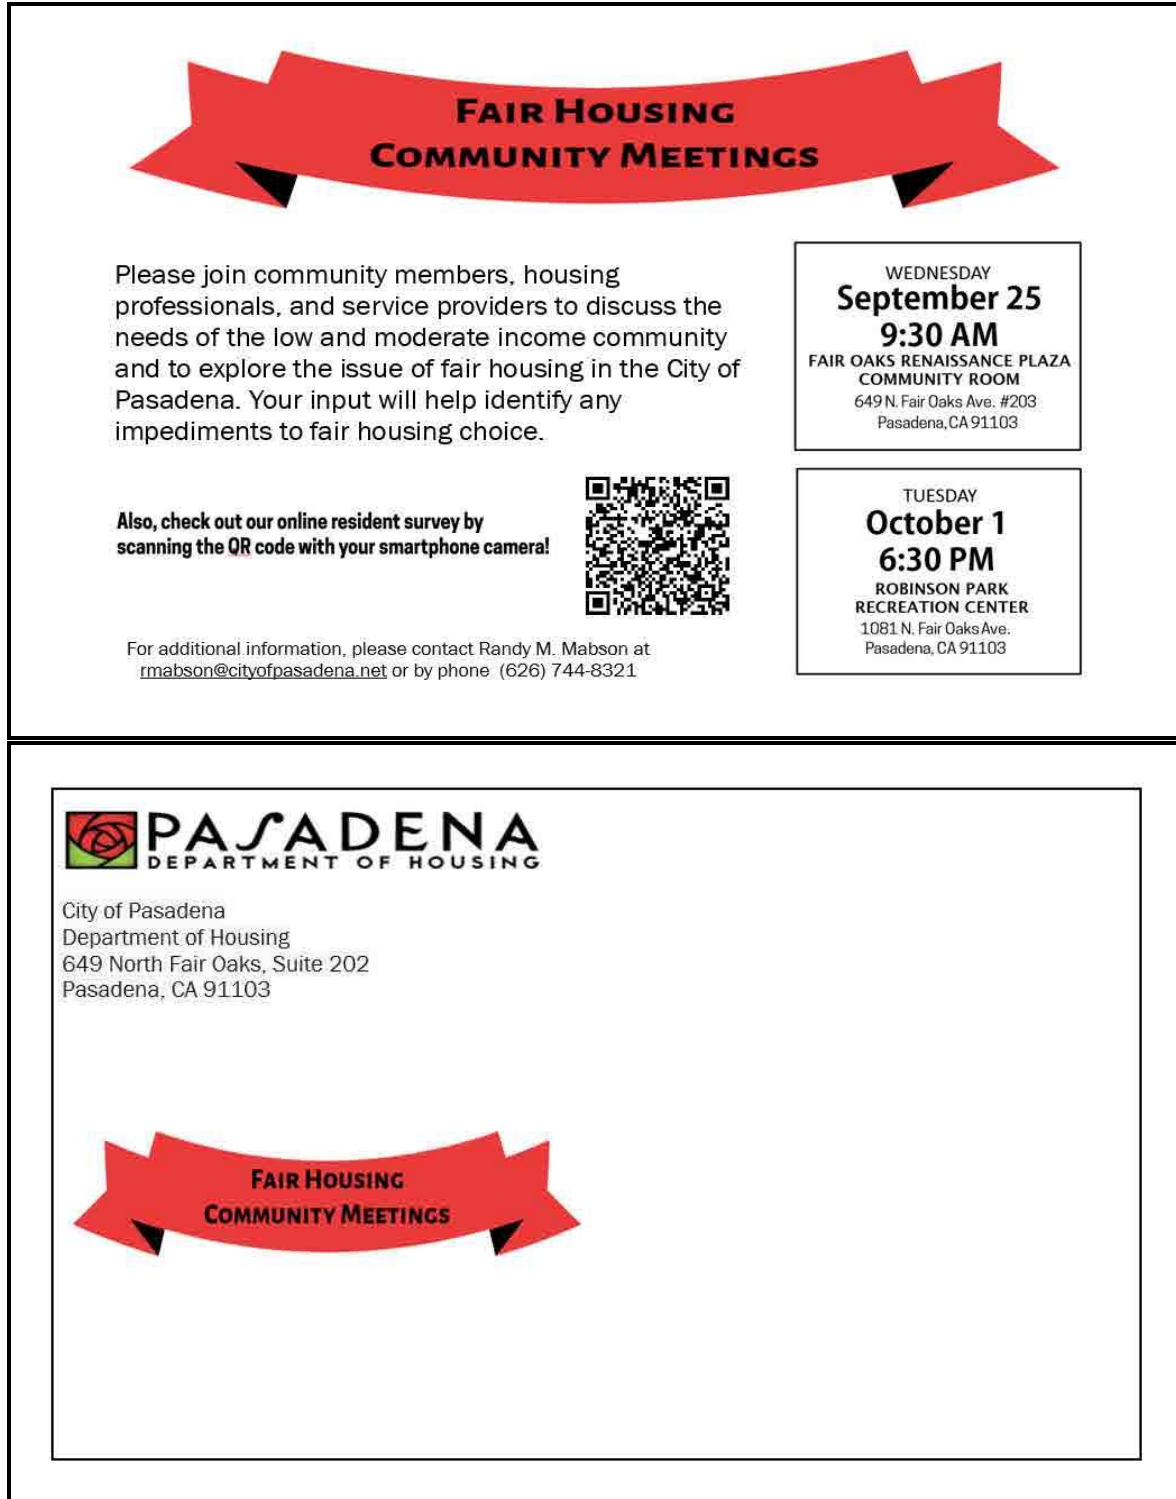 FAIR HOUSING
COMMUNITY MEETINGS
Please join community members, housing
professionals, and service providers to discuss the
needs of the low and moderate income community
and to explore the issue of fair housing in the City of
Pasadena. Your input will help identify any
impediments to fair housing choice.
Also, check out our online resident survey by
scanning the QR code with your smartphone camera!
For additional information, please contact Randy M. Mabson at
rmabson@cityofpasadena.net or by phone (626) 744-8321
WEDNESDAY
September 25
9:30 AM
FAIR OAKS RENAISSANCE PLAZA
COMMUNITY ROOM
649 N. Fair Oaks Ave. #203
Pasadena, CA 91103
TUESDAY
October 1
6:30 PM
ROBINSON PARK
RECREATION CENTER
1081 N. Fair Oaks Ave.
Pasadena, CA 91103
PASADENA
DEPARTMENT OF HOUSING
City of Pasadena
Department of Housing
649 North Fair Oaks, Suite 202
Pasadena, CA 91103
FAIR HOUSING
COMMUNITY MEETINGS